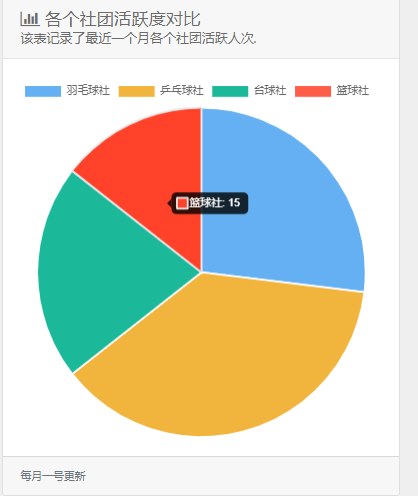 各个社团活跃度对比
该表记录了最近一个月各个社团活跃人次.
羽毛球社 乒乓球社 台球社 篮球社
篮球社: 15
每月一号更新